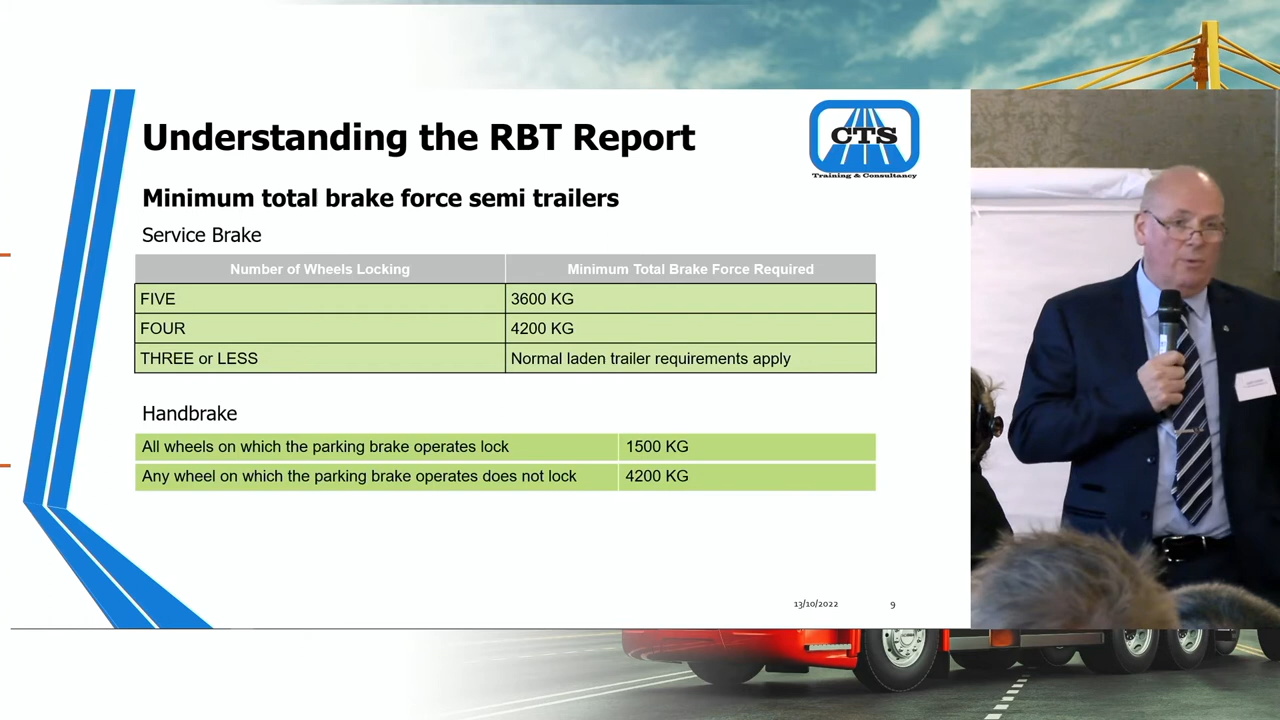 Understanding the RBT Report
CTS
Training & Consultancy
Minimum total brake force semi trailers
Service Brake
Number of Wheels Locking Minimum Total Brake Force Required
FIVE 3600 KG
FOUR 4200 KG
THREE or LESS Normal laden trailer requirements apply
Handbrake
All wheels on which the parking brake operates lock 1500 KG
Any wheel on which the parking brake operates does not lock 4200 KG
13/10/2022 9